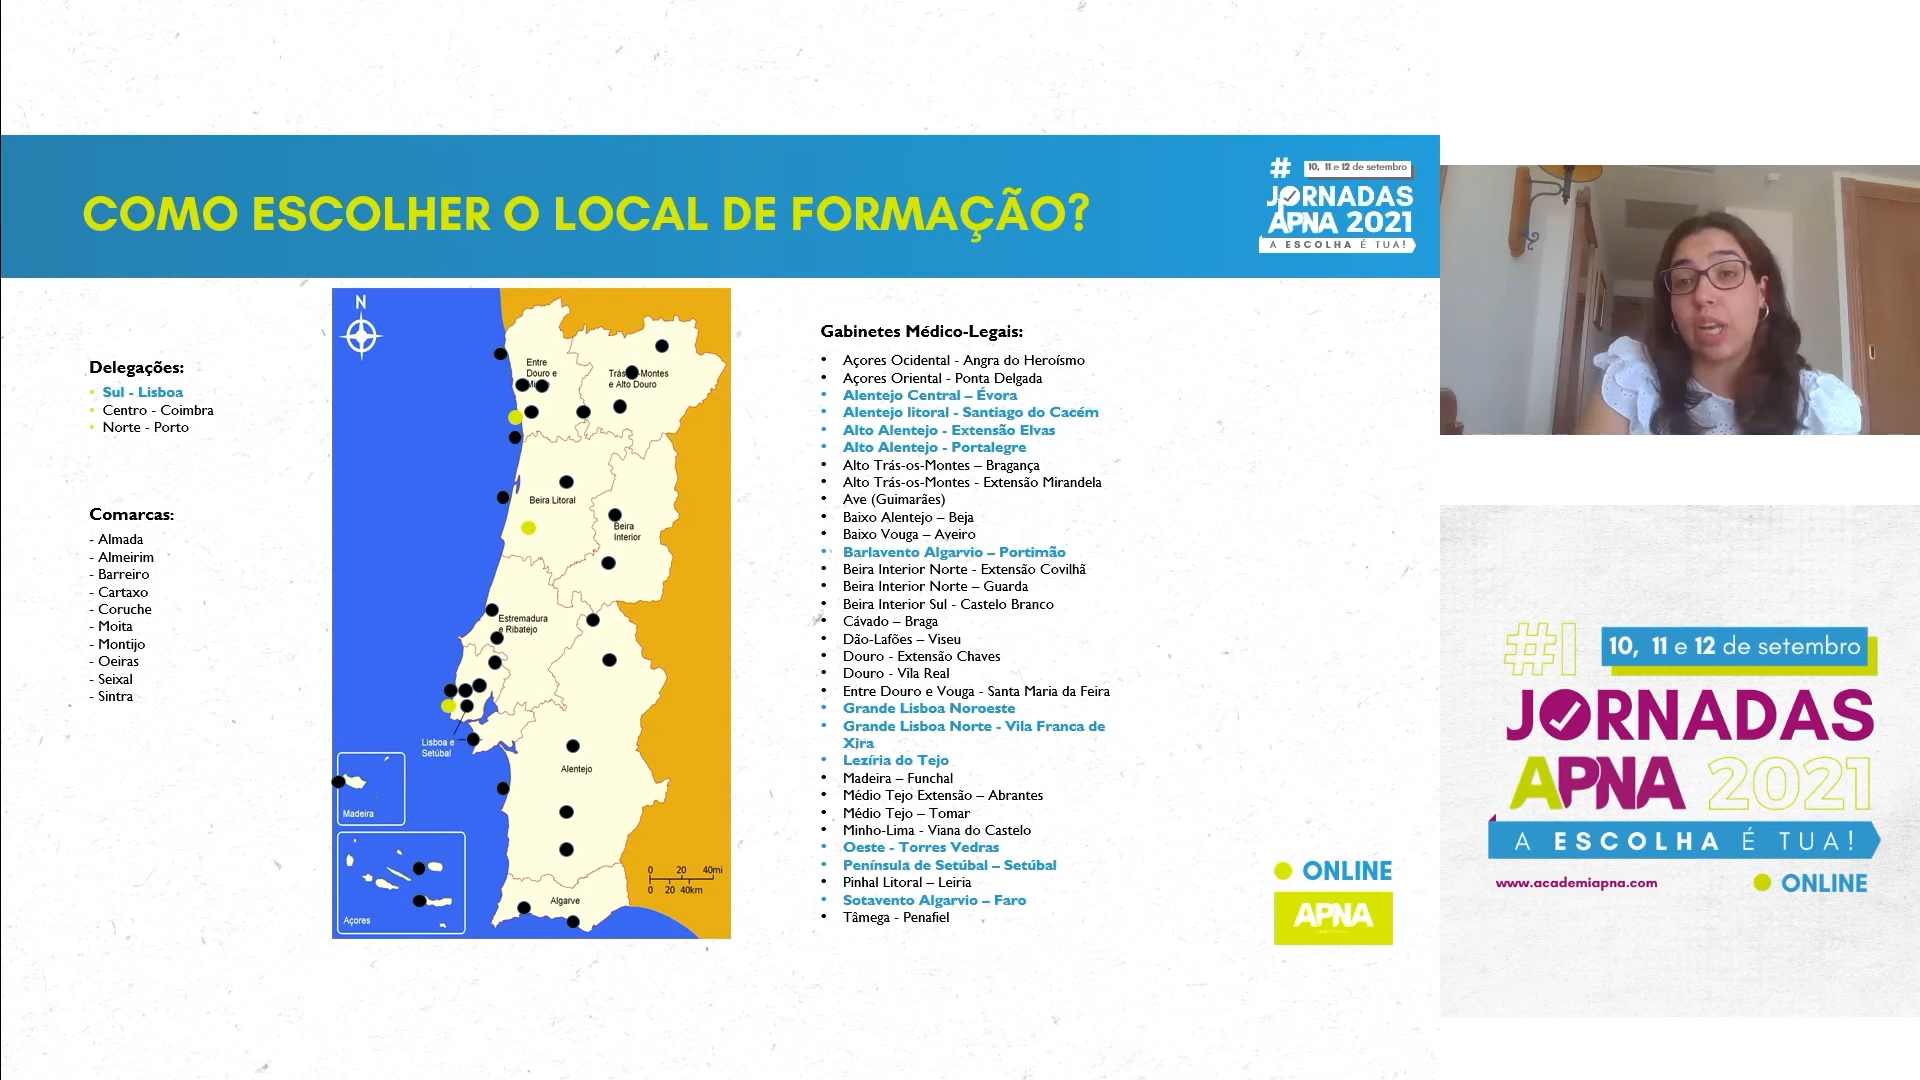 COMO ESCOLHER O LOCAL DE FORMAÇÃO?
#
10, 11 e 12 de setembro
JORNADAS
APNA 2021
A ESCOLHA É TUA!
Delegações:
• Sul - Lisboa
• Centro - Coimbra
• Norte - Porto
Comarcas:
- Almada
- Almeirim
- Barreiro
- Cartaxo
- Coruche
- Moita
- Montijo
- Oeiras
- Seixal
- Sintra
N
Entre
Douro e
Minho
Trás-os-Montes
e Alto Douro
Beira Litoral
Beira
Interior
Estremadura
e Ribatejo
Lisboa e
Setúbal
Alentejo
Algarve
Madeira
Açores
0 20 40mi
0 20 40km
Gabinetes Médico-Legais:
• Açores Ocidental - Angra do Heroísmo
• Açores Oriental - Ponta Delgada
• Alentejo Central – Évora
• Alentejo litoral - Santiago do Cacém
• Alto Alentejo - Extensão Elvas
• Alto Alentejo - Portalegre
• Alto Trás-os-Montes – Bragança
• Alto Trás-os-Montes - Extensão Mirandela
• Ave (Guimarães)
• Baixo Alentejo – Beja
• Baixo Vouga – Aveiro
• Barlavento Algarvio – Portimão
• Beira Interior Norte - Extensão Covilhã
• Beira Interior Norte – Guarda
• Beira Interior Sul - Castelo Branco
• Cávado – Braga
• Dão-Lafões – Viseu
• Douro - Extensão Chaves
• Douro - Vila Real
• Entre Douro e Vouga - Santa Maria da Feira
• Grande Lisboa Noroeste
• Grande Lisboa Norte - Vila Franca de
Xira
• Lezíria do Tejo
• Madeira – Funchal
• Médio Tejo Extensão – Abrantes
• Médio Tejo – Tomar
• Minho-Lima - Viana do Castelo
• Oeste - Torres Vedras
• Península de Setúbal – Setúbal
• Pinhal Litoral – Leiria
• Sotavento Algarvio – Faro
• Tâmega - Penafiel
ONLINE
APNA
#1
10, 11 e 12 de setembro
JORNADAS
APNA 2021
A ESCOLHA É TUA!
www.academiapna.com
ONLINE